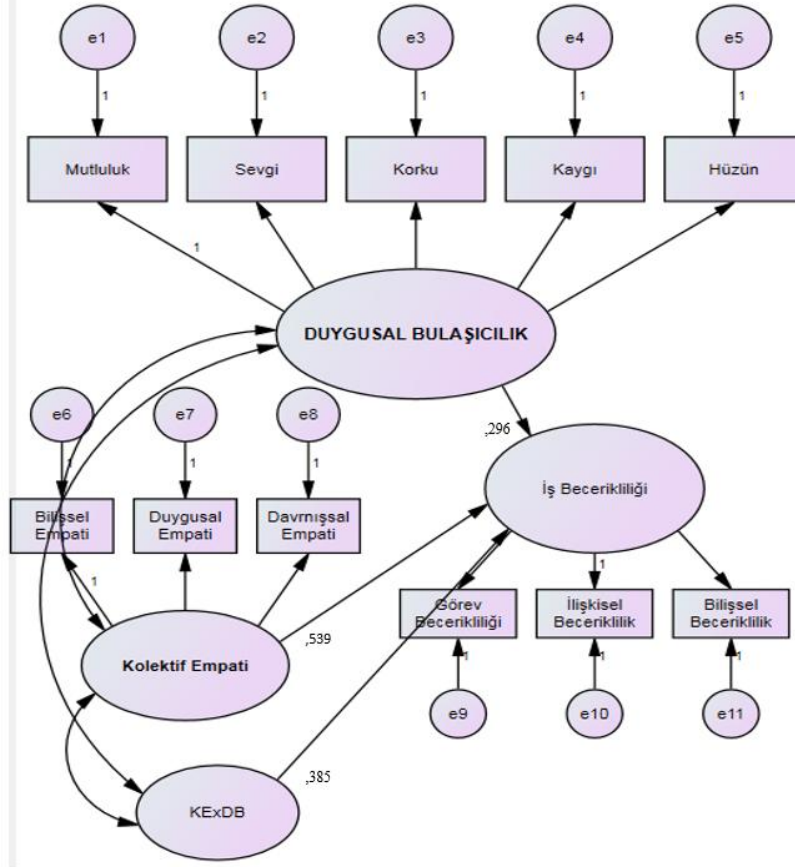 e1
e2
e3
e4
e5
1
1
1
1
1
Mutluluk
Sevgi
Korku
Kaygı
Hüzün
1
DUYGUSAL BULAŞICILIK
e6
e7
e8
,296
1
1
1
İş Becerikliliği
Bilişsel
Empati
Duygusal
Empati
Davrnışsal
Empati
1
1
Görev
Becerikliliği
İlişkisel
Beceriklilik
Bilişsel
Beceriklilik
,539
Kolektif Empati
1
1
1
e9
e10
e11
,385
KExDB